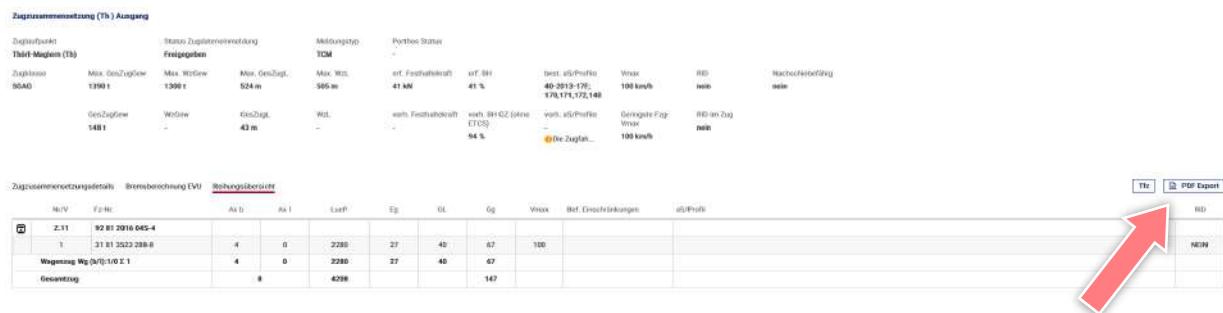 Zugzusammensetzung (Th ) Ausgang
Zuglaufpunkt Status Zugdateneinmeldung Meldungstyp Porthos Status
Thörl-Maglern (Th) Freigegeben TCM -
Zugklasse Max. GesZugGew Max. WzGew Max. GesZugL Max. WzL erf. Festhaltekraft erf. BH best. aS/Profile Vmax RID Nachschiebefähig
SGAG 1390 t 1300 t 524 m 505 m 41 kN 41 % 40-2013-17F; 100 km/h nein nein
170,171,172,148
GesZugGew WzGew GesZugL WzL vorh. Festhaltekraft vorh. BH GZ (ohne ETCS) vorh. aS/Profile Geringste Fzg-Vmax RID im Zug
148 t - 43 m - - 94 % - 100 km/h nein
Die Zugfah...
Zugzusammensetzungsdetails Bremsberechnung EVU Reihungsübersicht Tfz PDF Export
Nr/V Fz-Nr. Ax b Ax l LueP Eg GL Gg Vmax Bef. Einschränkungen aS/Profil RID
Z.11 92 81 2016 045-4
1 31 81 3523 288-8 4 0 2280 27 40 67 100 NEIN
Wagenzug Wg (b/l):1/0 Σ 1 4 0 2280 27 40 67
Gesamtzug 8 4298 147